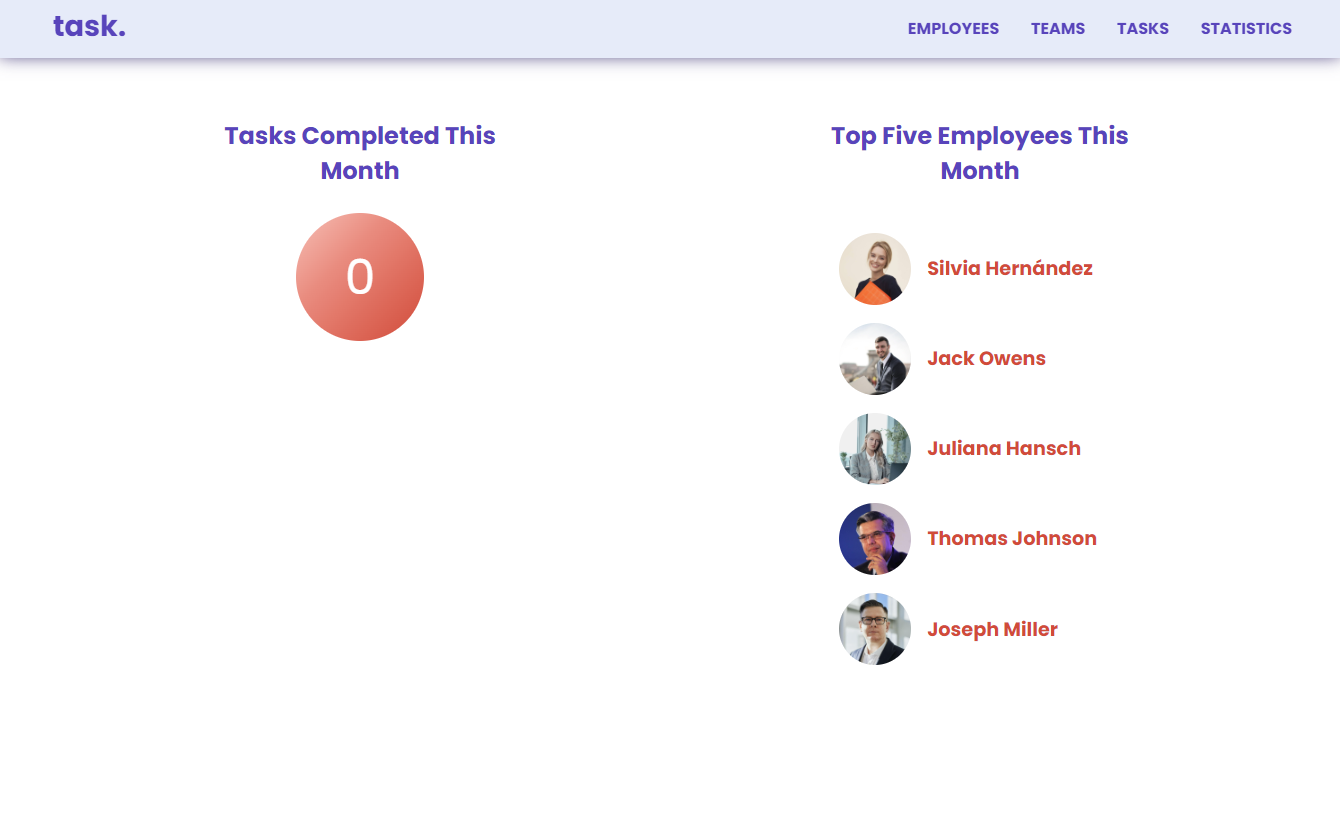 task.
EMPLOYEES TEAMS TASKS STATISTICS
Tasks Completed This
Month
0
Top Five Employees This
Month
Silvia Hernández
Jack Owens
Juliana Hansch
Thomas Johnson
Joseph Miller